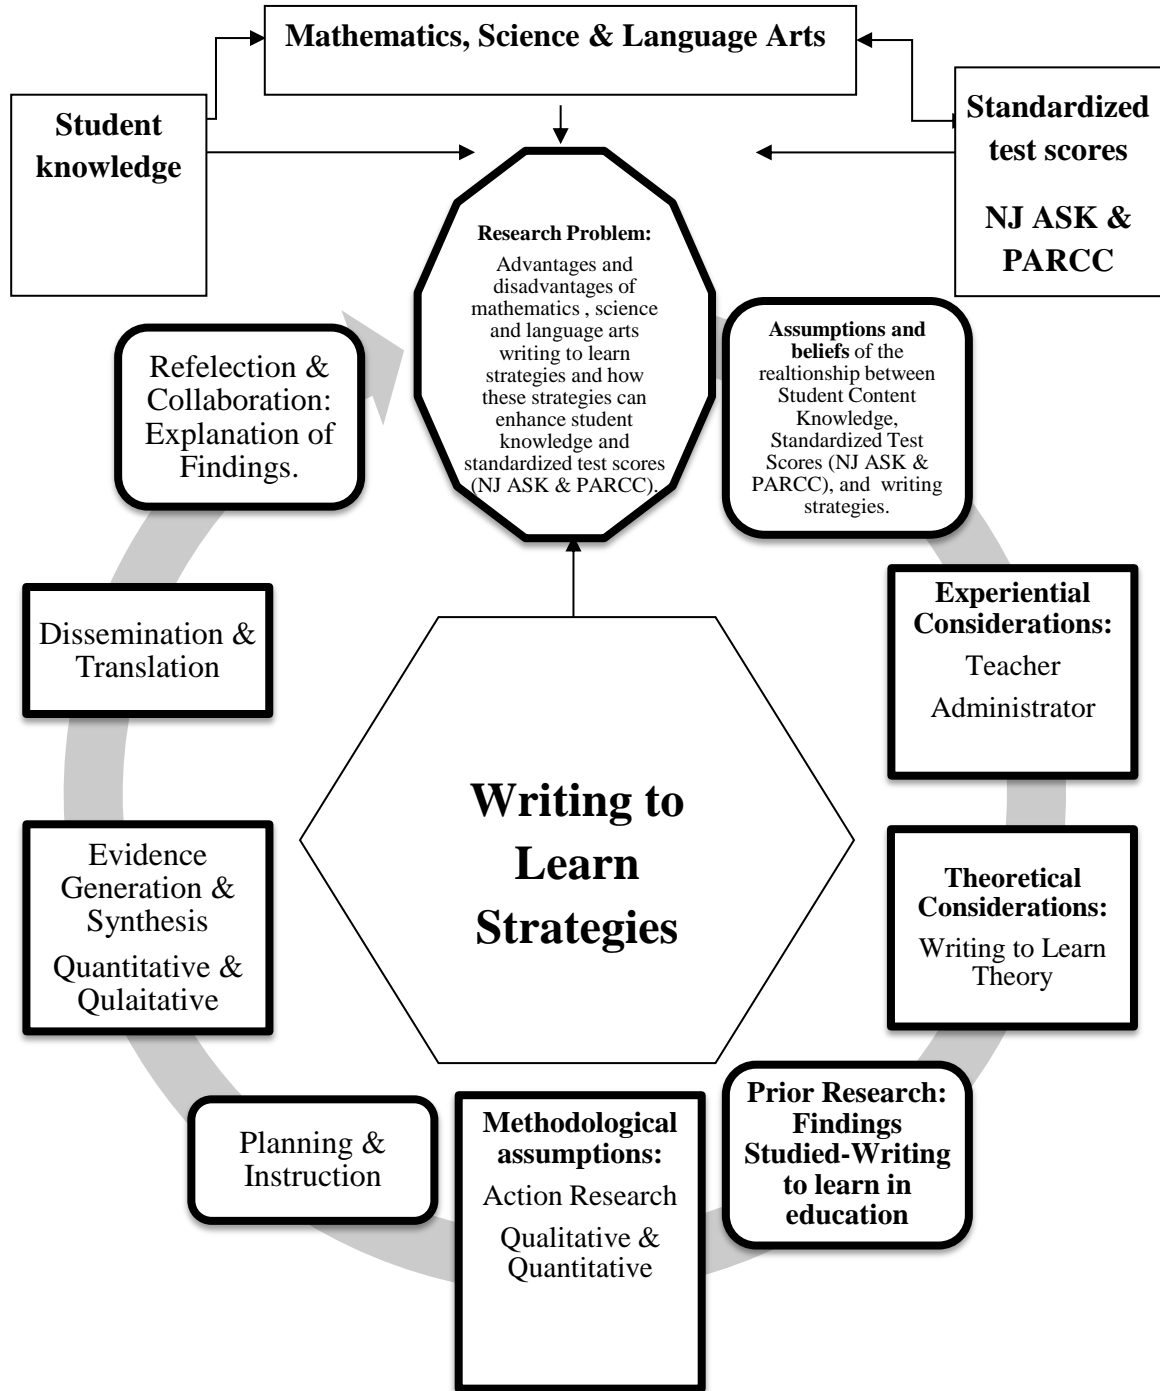 Mathematics, Science & Language Arts
Student
knowledge
Standardized
test scores
NJ ASK &
PARCC
Research Problem:
Advantages and
disadvantages of
mathematics , science
and language arts
writing to learn
strategies and how
these strategies can
enhance student
knowledge and
standardized test scores
(NJ ASK & PARCC).
Assumptions and
beliefs of the
realtionship between
Student Content
Knowledge,
Standardized Test
Scores (NJ ASK &
PARCC), and writing
strategies.
Experiential
Considerations:
Teacher
Administrator
Theoretical
Considerations:
Writing to Learn
Theory
Prior Research:
Findings
Studied-Writing
to learn in
education
Methodological
assumptions:
Action Research
Qualitative &
Quantitative
Planning &
Instruction
Evidence
Generation &
Synthesis
Quantitative &
Qulaitative
Dissemination &
Translation
Refelection &
Collaboration:
Explanation of
Findings.
Writing to
Learn
Strategies